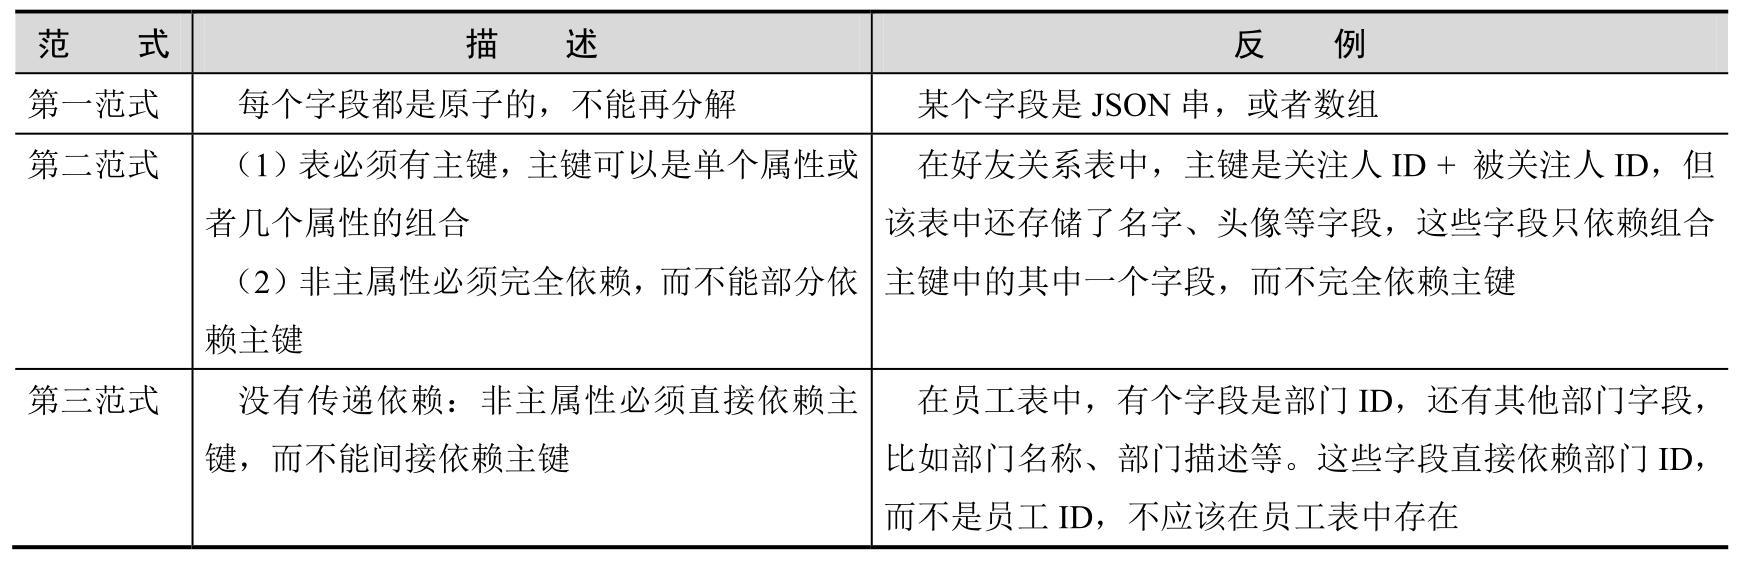 范 式 描 述 反 例
第一范式 每个字段都是原子的，不能再分解 某个字段是 JSON 串，或者数组
第二范式 （1）表必须有主键，主键可以是单个属性或
者几个属性的组合
（2）非主属性必须完全依赖，而不能部分依
赖主键
在好友关系表中，主键是关注人 ID + 被关注人 ID，但
该表中还存储了名字、头像等字段，这些字段只依赖组合
主键中的其中一个字段，而不完全依赖主键
第三范式 没有传递依赖：非主属性必须直接依赖主
键，而不能间接依赖主键
在员工表中，有个字段是部门 ID，还有其他部门字段，
比如部门名称、部门描述等。这些字段直接依赖部门 ID，
而不是员工 ID，不应该在员工表中存在